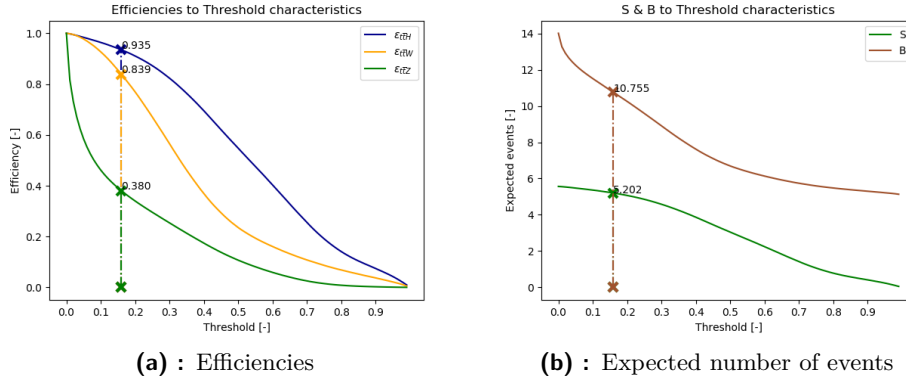 Efficiencies to Threshold characteristics
1.0
0.8
0.6
0.4
0.2
0.0
Efficiency [-]
0.935
0.839
0.380
εtt̄H
εtt̄W
εtt̄Z
0.0 0.1 0.2 0.3 0.4 0.5 0.6 0.7 0.8 0.9
Threshold [-]
(a) : Efficiencies
S & B to Threshold characteristics
14
12
10
8
6
4
2
0
Expected events [-]
10.755
5.202
S
B
0.0 0.1 0.2 0.3 0.4 0.5 0.6 0.7 0.8 0.9
Threshold [-]
(b) : Expected number of events